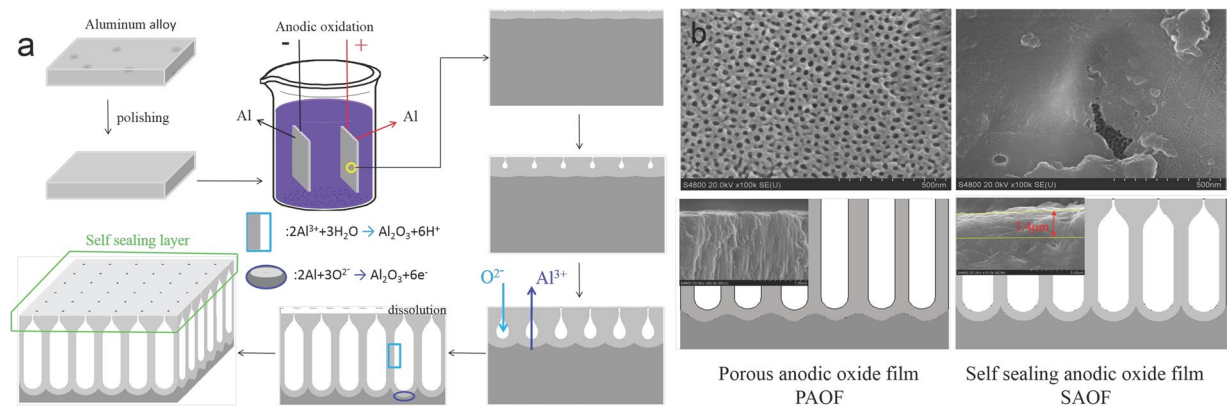 a
Aluminum alloy
polishing
Anodic oxidation
-
+
Al
Al
:2Al³⁺+3H₂O → Al₂O₃+6H⁺
:2Al+3O²⁻ → Al₂O₃+6e⁻
Self sealing layer
dissolution
O²⁻
Al³⁺
b
S4800 20.0kV x100k SE(U)
500nm
S4800 20.0kV x100k SE(U)
500nm
Porous anodic oxide film
PAOF
Self sealing anodic oxide film
SAOF